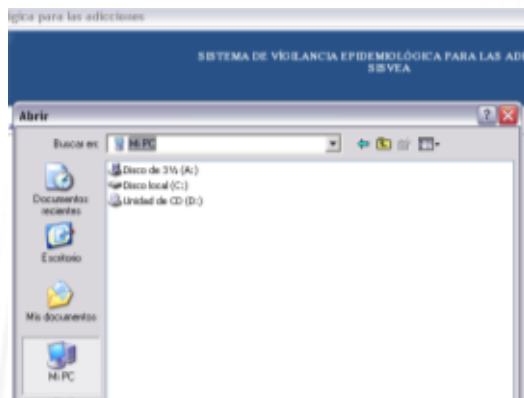 gica para las adicciones
SISTEMA DE VIGILANCIA EPIDEMIOLÓGICA PARA LAS AD
SISVEA
Abrir
Buscar en: Mi PC
Disco de 3½ (A:)
Disco local (C:)
Unidad de CD (D:)
Documentos
recientes
Escritorio
Mis documentos
Mi PC